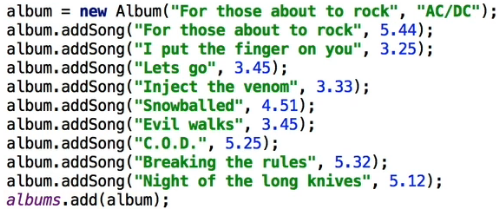 album = new Album("For those about to rock", "AC/DC");
album.addSong("For those about to rock", 5.44);
album.addSong("I put the finger on you", 3.25);
album.addSong("Lets go", 3.45);
album.addSong("Inject the venom", 3.33);
album.addSong("Snowballed", 4.51);
album.addSong("Evil walks", 3.45);
album.addSong("C.O.D.", 5.25);
album.addSong("Breaking the rules", 5.32);
album.addSong("Night of the long knives", 5.12);
albums.add(album);